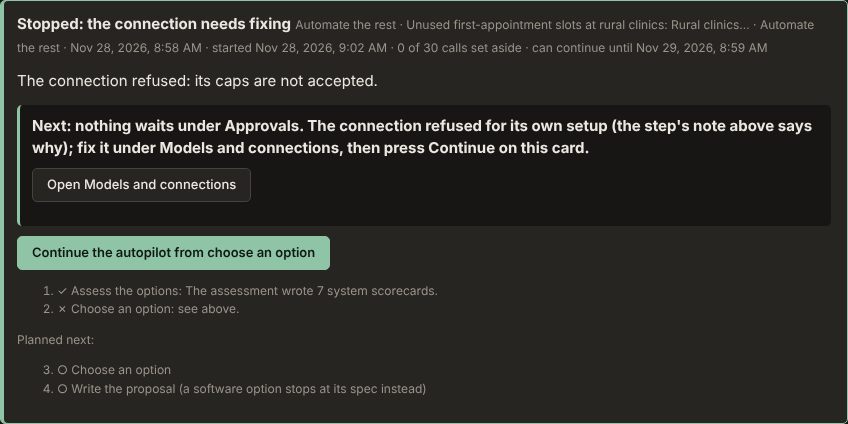 Stopped: the connection needs fixing Automate the rest · Unused first-appointment slots at rural clinics: Rural clinics... · Automate
the rest · Nov 28, 2026, 8:58 AM · started Nov 28, 2026, 9:02 AM · 0 of 30 calls set aside · can continue until Nov 29, 2026, 8:59 AM
The connection refused: its caps are not accepted.
Next: nothing waits under Approvals. The connection refused for its own setup (the step's note above says
why); fix it under Models and connections, then press Continue on this card.
Open Models and connections
Continue the autopilot from choose an option
1. ✓ Assess the options: The assessment wrote 7 system scorecards.
2. × Choose an option: see above.
Planned next:
3. ○ Choose an option
4. ○ Write the proposal (a software option stops at its spec instead)